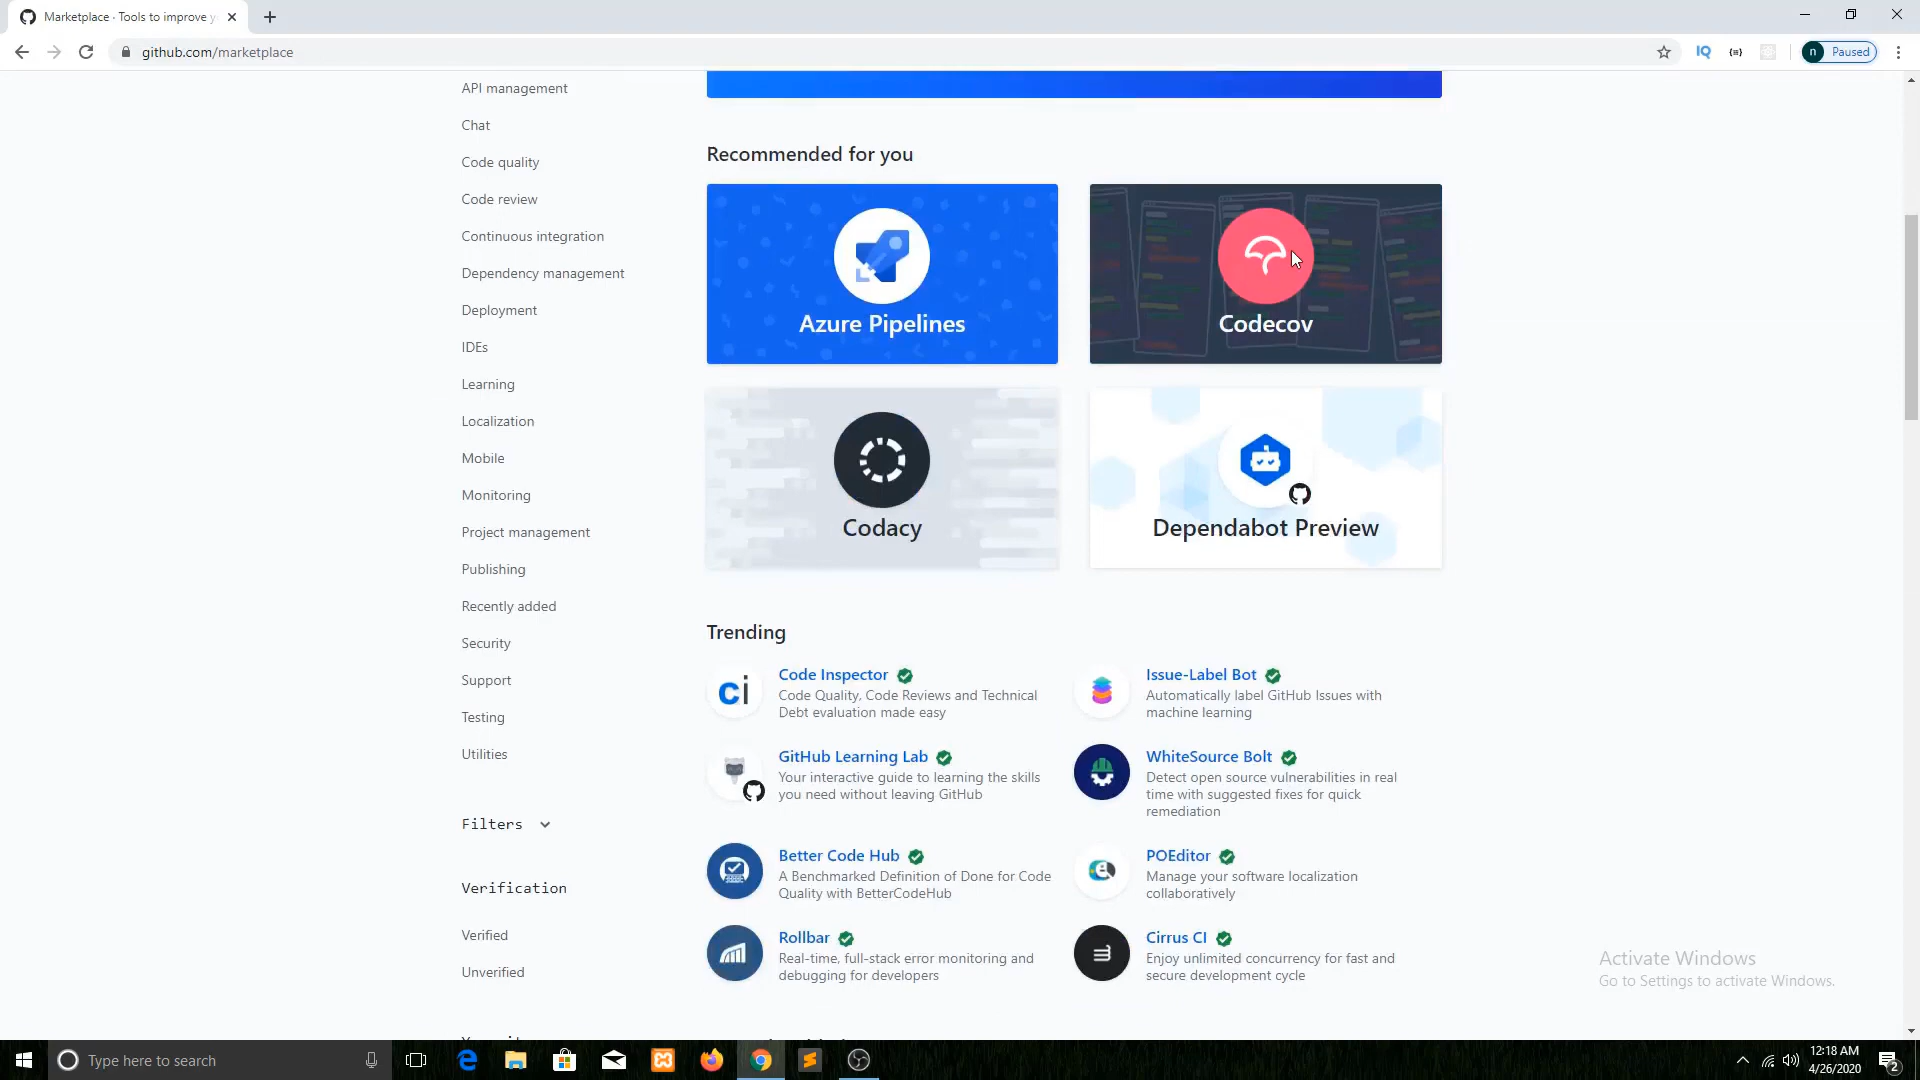 Marketplace · Tools to improve y
github.com/marketplace
IQ
n Paused
API management
Chat
Code quality
Code review
Continuous integration
Dependency management
Deployment
IDEs
Learning
Localization
Mobile
Monitoring
Project management
Publishing
Recently added
Security
Support
Testing
Utilities
Filters
Verification
Verified
Unverified
Recommended for you
Azure Pipelines
Codecov
Codacy
Dependabot Preview
Trending
ci
Code Inspector
Code Quality, Code Reviews and Technical
Debt evaluation made easy
Issue-Label Bot
Automatically label GitHub Issues with
machine learning
GitHub Learning Lab
Your interactive guide to learning the skills
you need without leaving GitHub
WhiteSource Bolt
Detect open source vulnerabilities in real
time with suggested fixes for quick
remediation
Better Code Hub
A Benchmarked Definition of Done for Code
Quality with BetterCodeHub
POEditor
Manage your software localization
collaboratively
Rollbar
Real-time, full-stack error monitoring and
debugging for developers
Cirrus CI
Enjoy unlimited concurrency for fast and
secure development cycle
Activate Windows
Go to Settings to activate Windows.
Type here to search
12:18 AM
4/26/2020
2